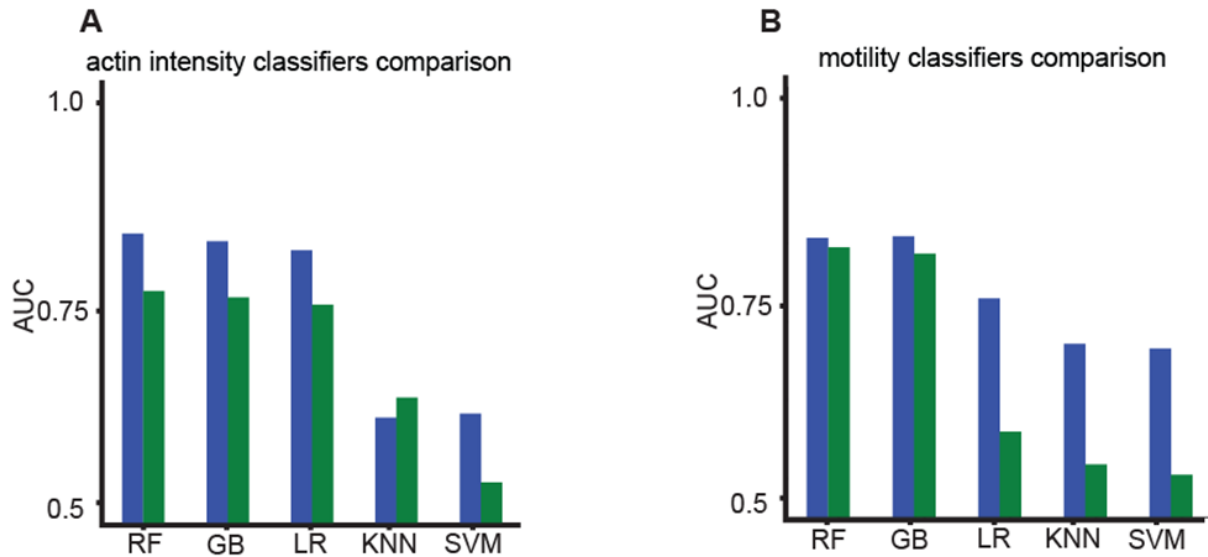 A
actin intensity classifiers comparison
1.0
0.75
0.5
AUC
RF GB LR KNN SVM
B
motility classifiers comparison
1.0
0.75
0.5
AUC
RF GB LR KNN SVM